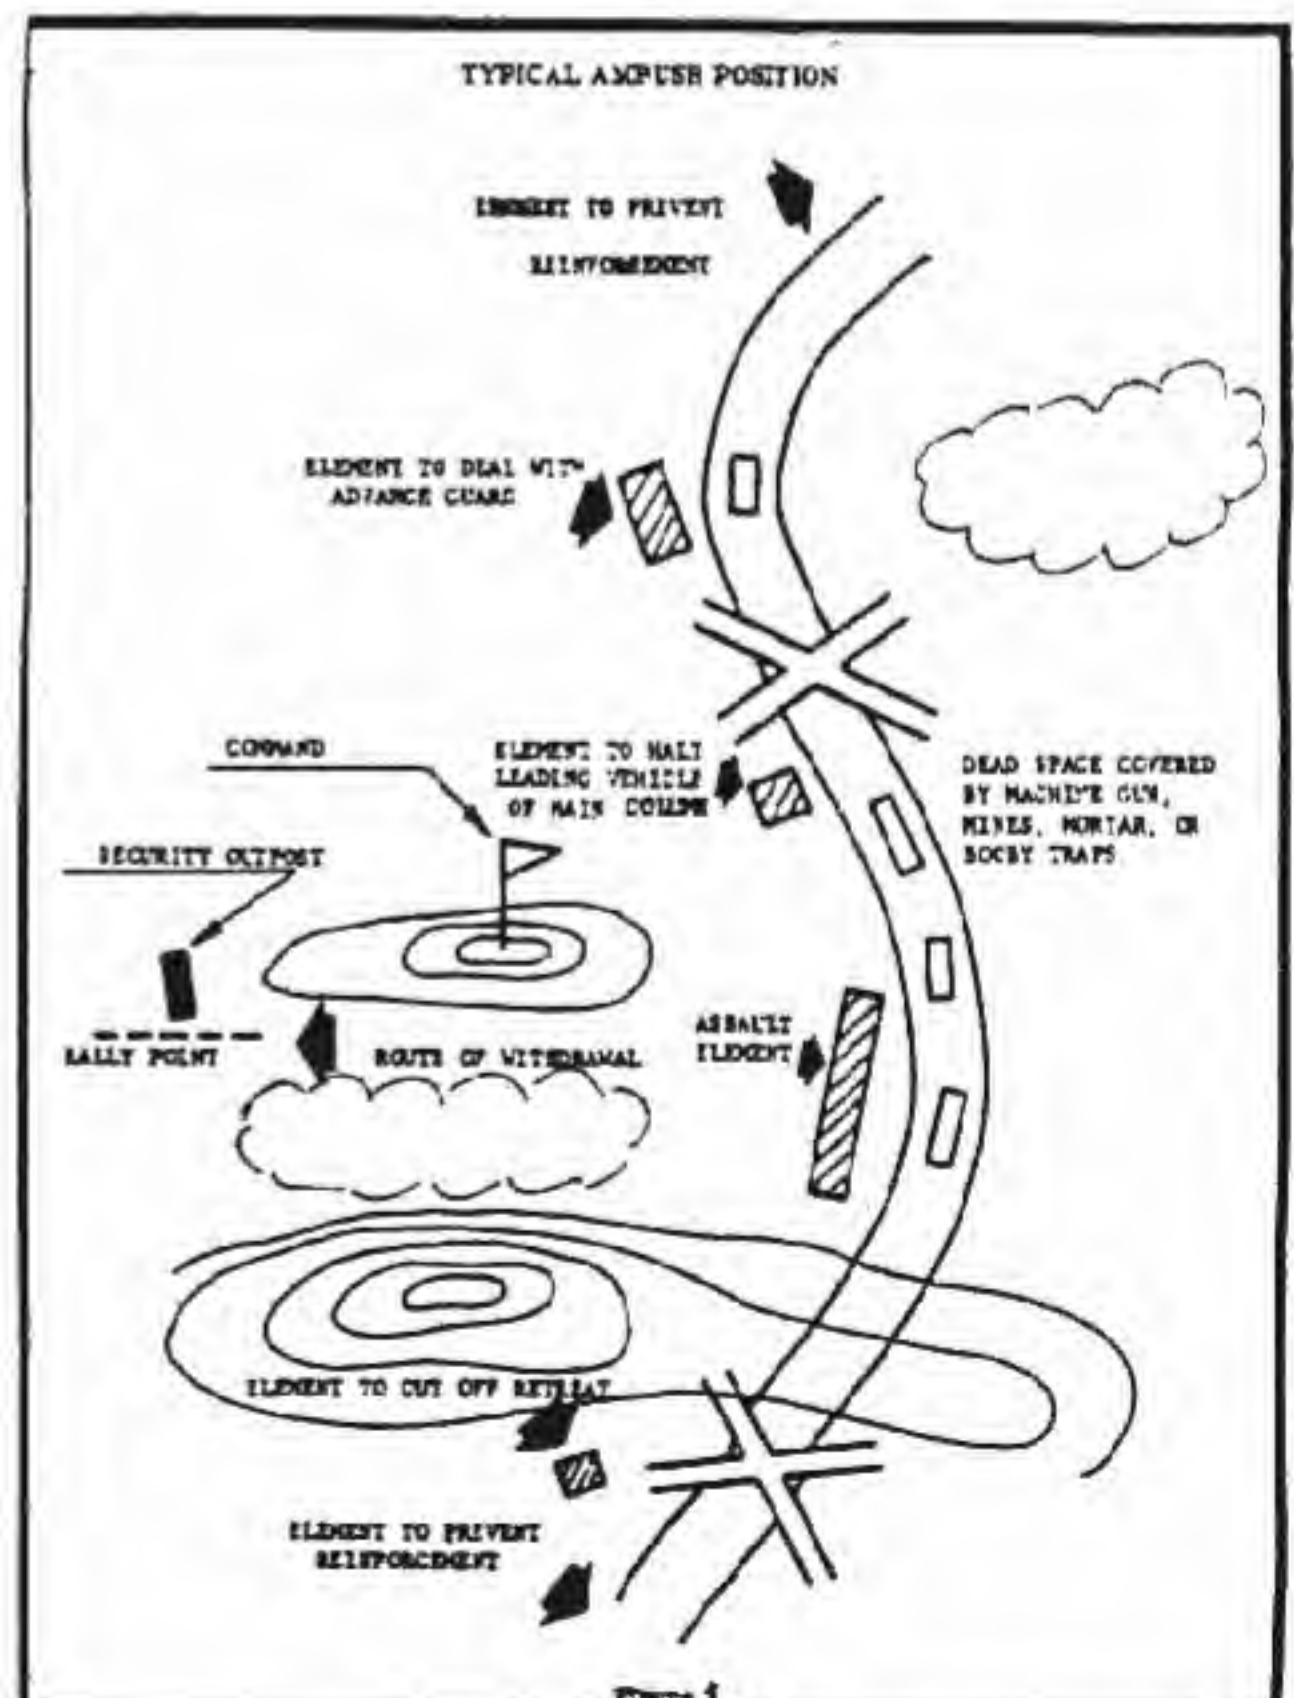 TYPICAL AMBUSH POSITION
ELEMENT TO PREVENT
REINFORCEMENT
ELEMENT TO DEAL WITH
ADVANCE GUARD
COMMAND
ELEMENT TO HALT
LEADING VEHICLE
OF MAIN COLUMN
DEAD SPACE COVERED
BY MACHINE GUN,
MINES, MORTAR, OR
BOOBY TRAPS
SECURITY OUTPOST
ASSAULT
ELEMENT
RALLY POINT
ROUTE OF WITHDRAWAL
ELEMENT TO CUT OFF RETREAT
ELEMENT TO PREVENT
REINFORCEMENT